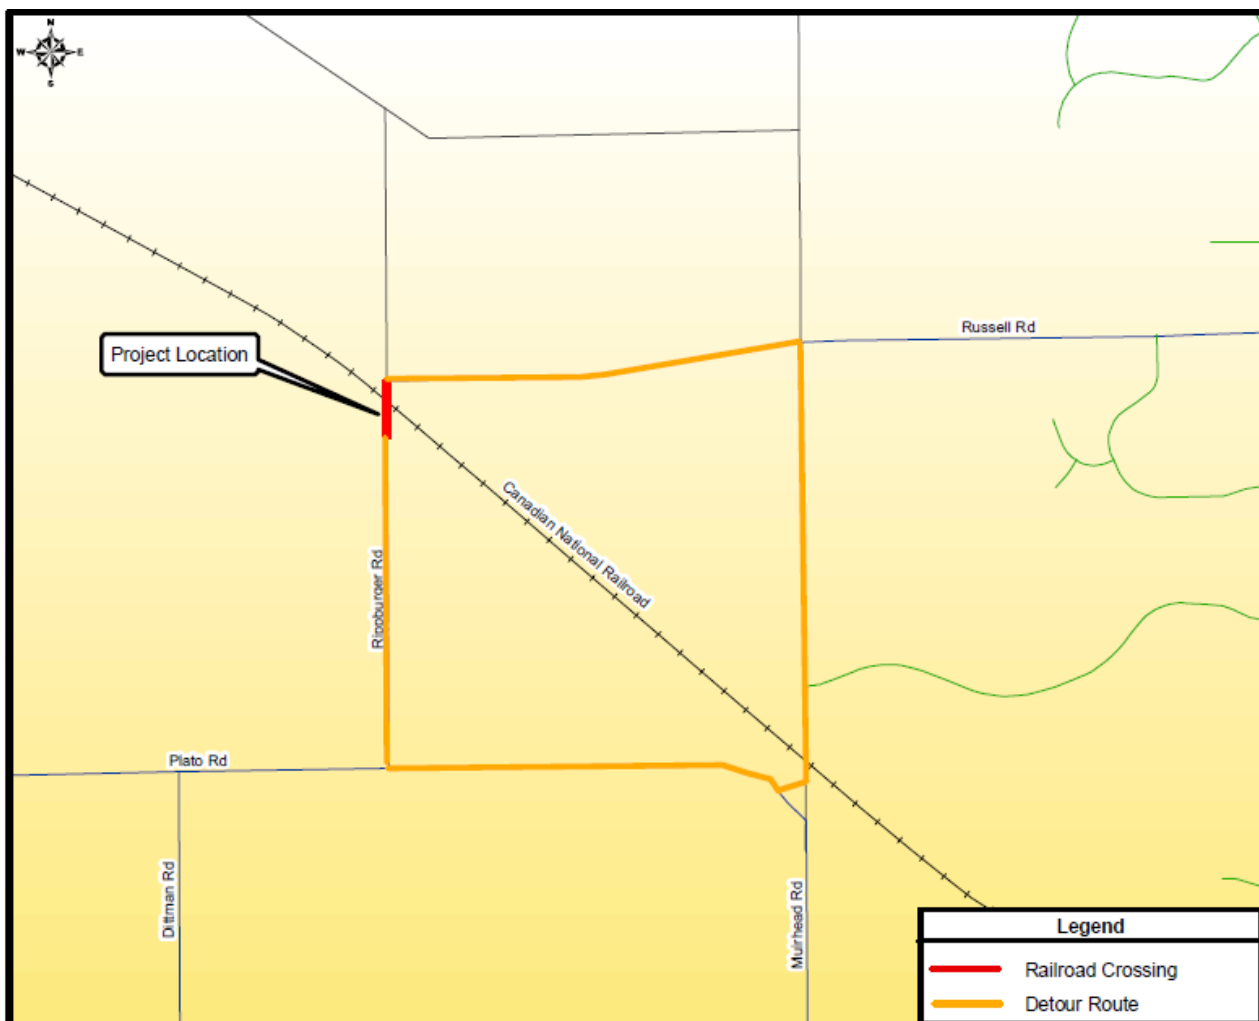 N
W E
S
Russell Rd
Project Location
Canadian National Railroad
Rippburger Rd
Plato Rd
Dittman Rd
Muirhead Rd
Legend
Railroad Crossing
Detour Route